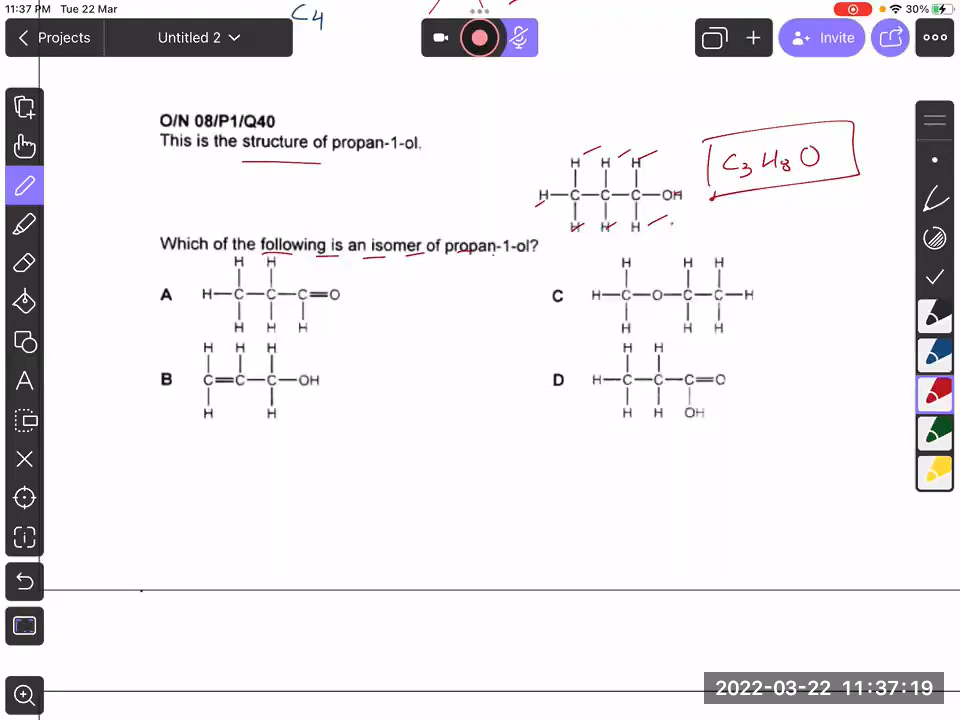 11:37 PM Tue 22 Mar
30%
C4
Projects
Untitled 2
Invite
O/N 08/P1/Q40
This is the structure of propan-1-ol.
H H H
H—C—C—C—OH
H H H
C3H8O
Which of the following is an isomer of propan-1-ol?
H H
A H—C—C—C=O
H H H
H H H
B C=C—C—OH
H H
H H H
C H—C—O—C—C—H
H H H
H H
D H—C—C—C=O
H H OH
A
2022-03-22 11:37:19